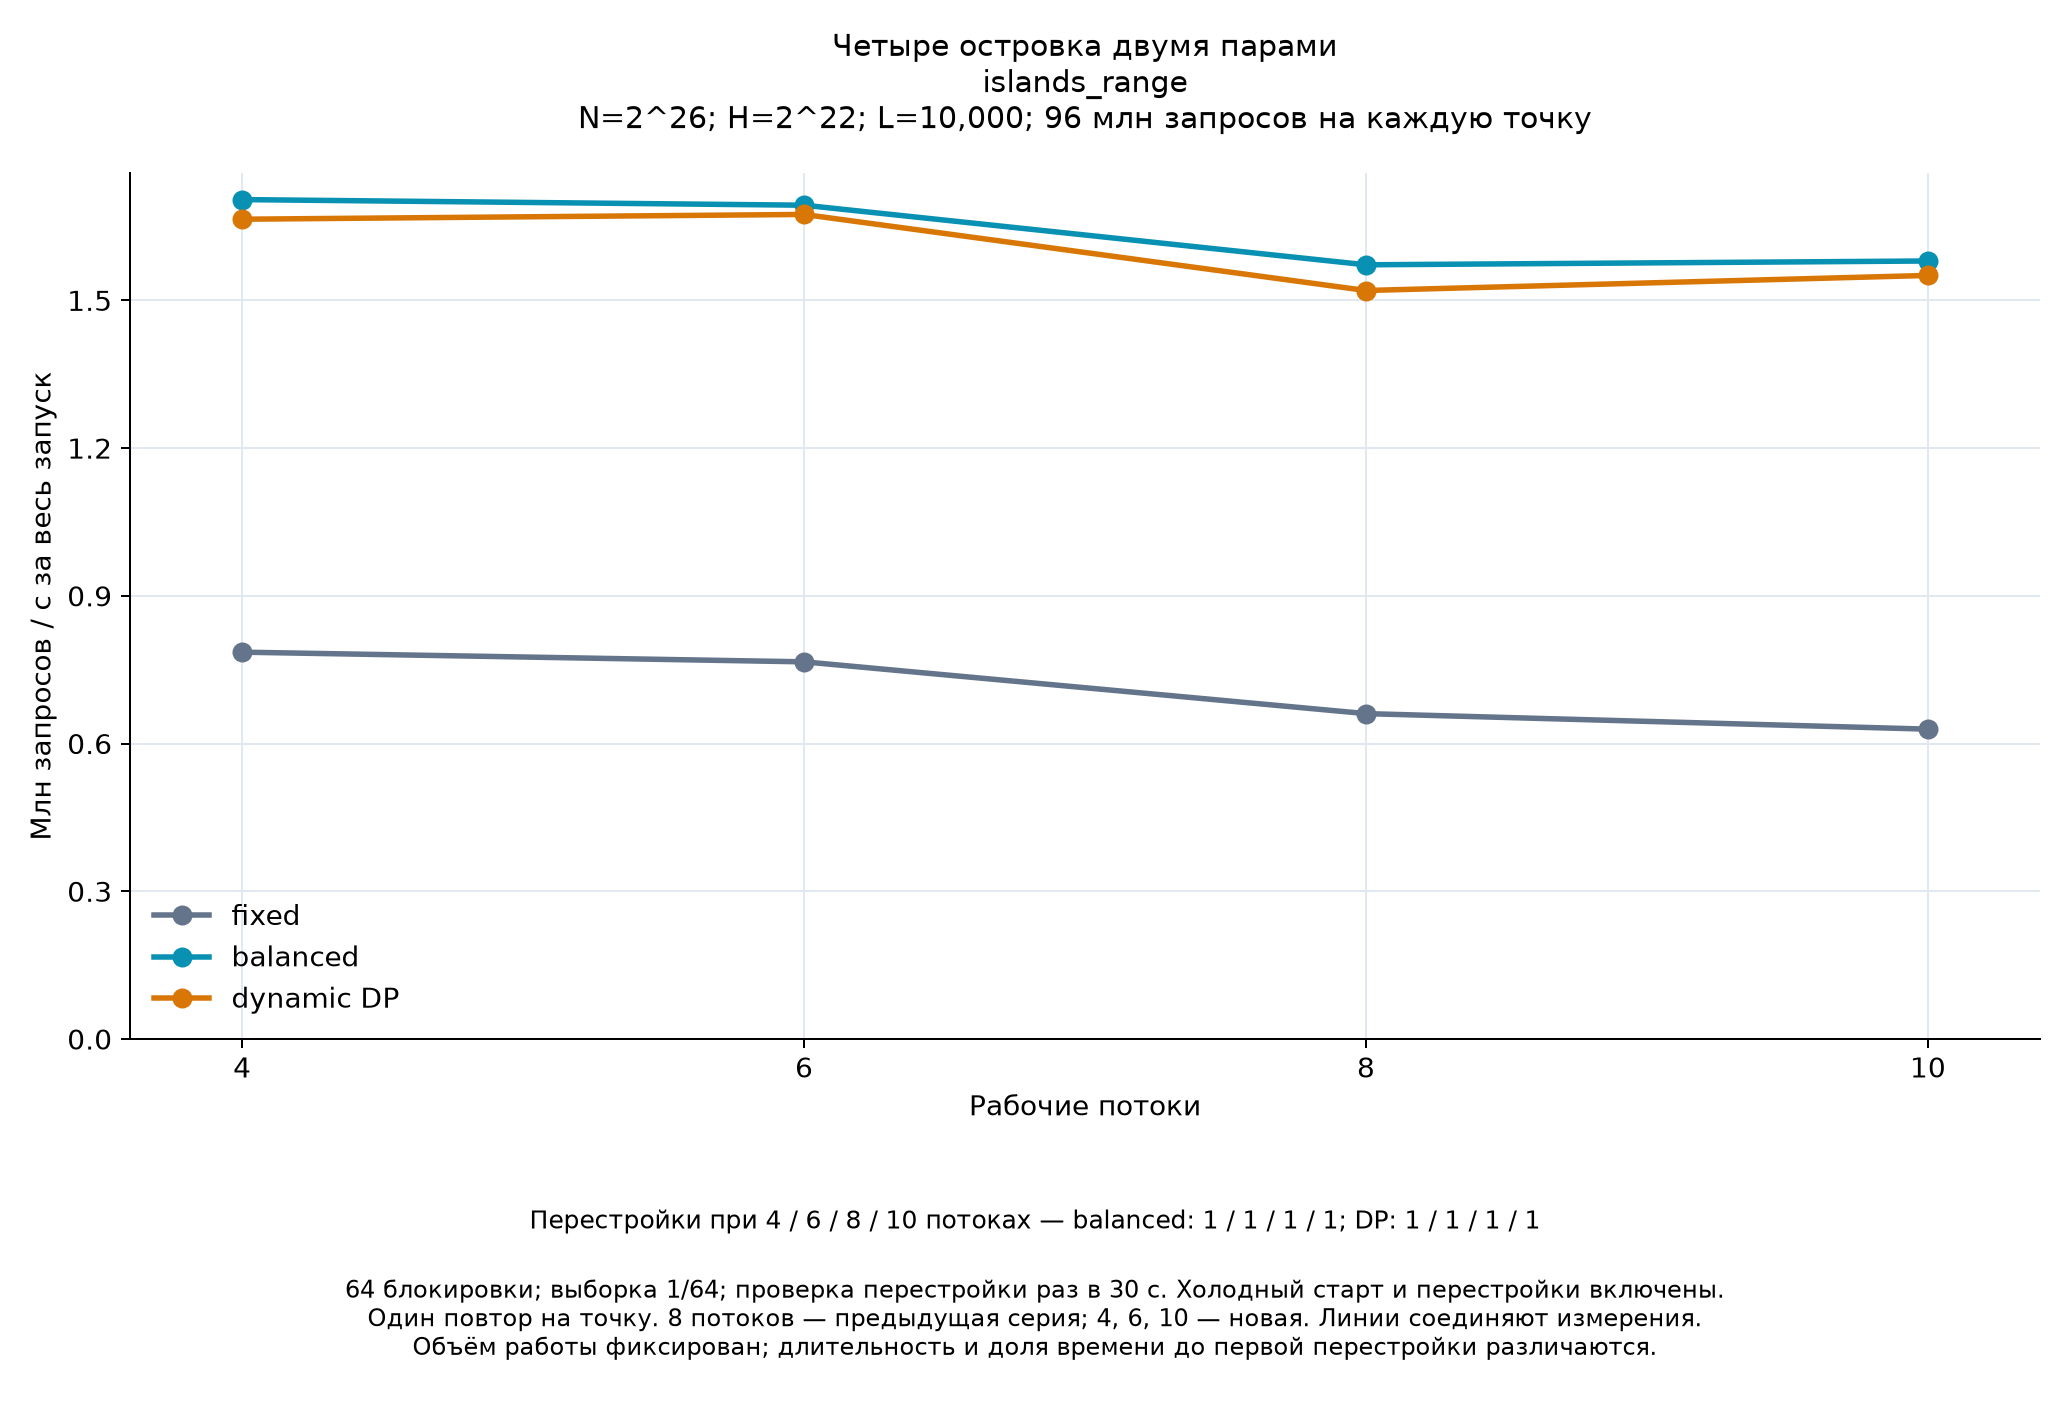 Четыре островка двумя парами
islands_range
N=2^26; H=2^22; L=10,000; 96 млн запросов на каждую точку
Млн запросов / с за весь запуск
1.5
1.2
0.9
0.6
0.3
0.0
fixed
balanced
dynamic DP
4 6 8 10
Рабочие потоки
Перестройки при 4 / 6 / 8 / 10 потоках — balanced: 1 / 1 / 1 / 1; DP: 1 / 1 / 1 / 1
64 блокировки; выборка 1/64; проверка перестройки раз в 30 с. Холодный старт и перестройки включены.
Один повтор на точку. 8 потоков — предыдущая серия; 4, 6, 10 — новая. Линии соединяют измерения.
Объём работы фиксирован; длительность и доля времени до первой перестройки различаются.